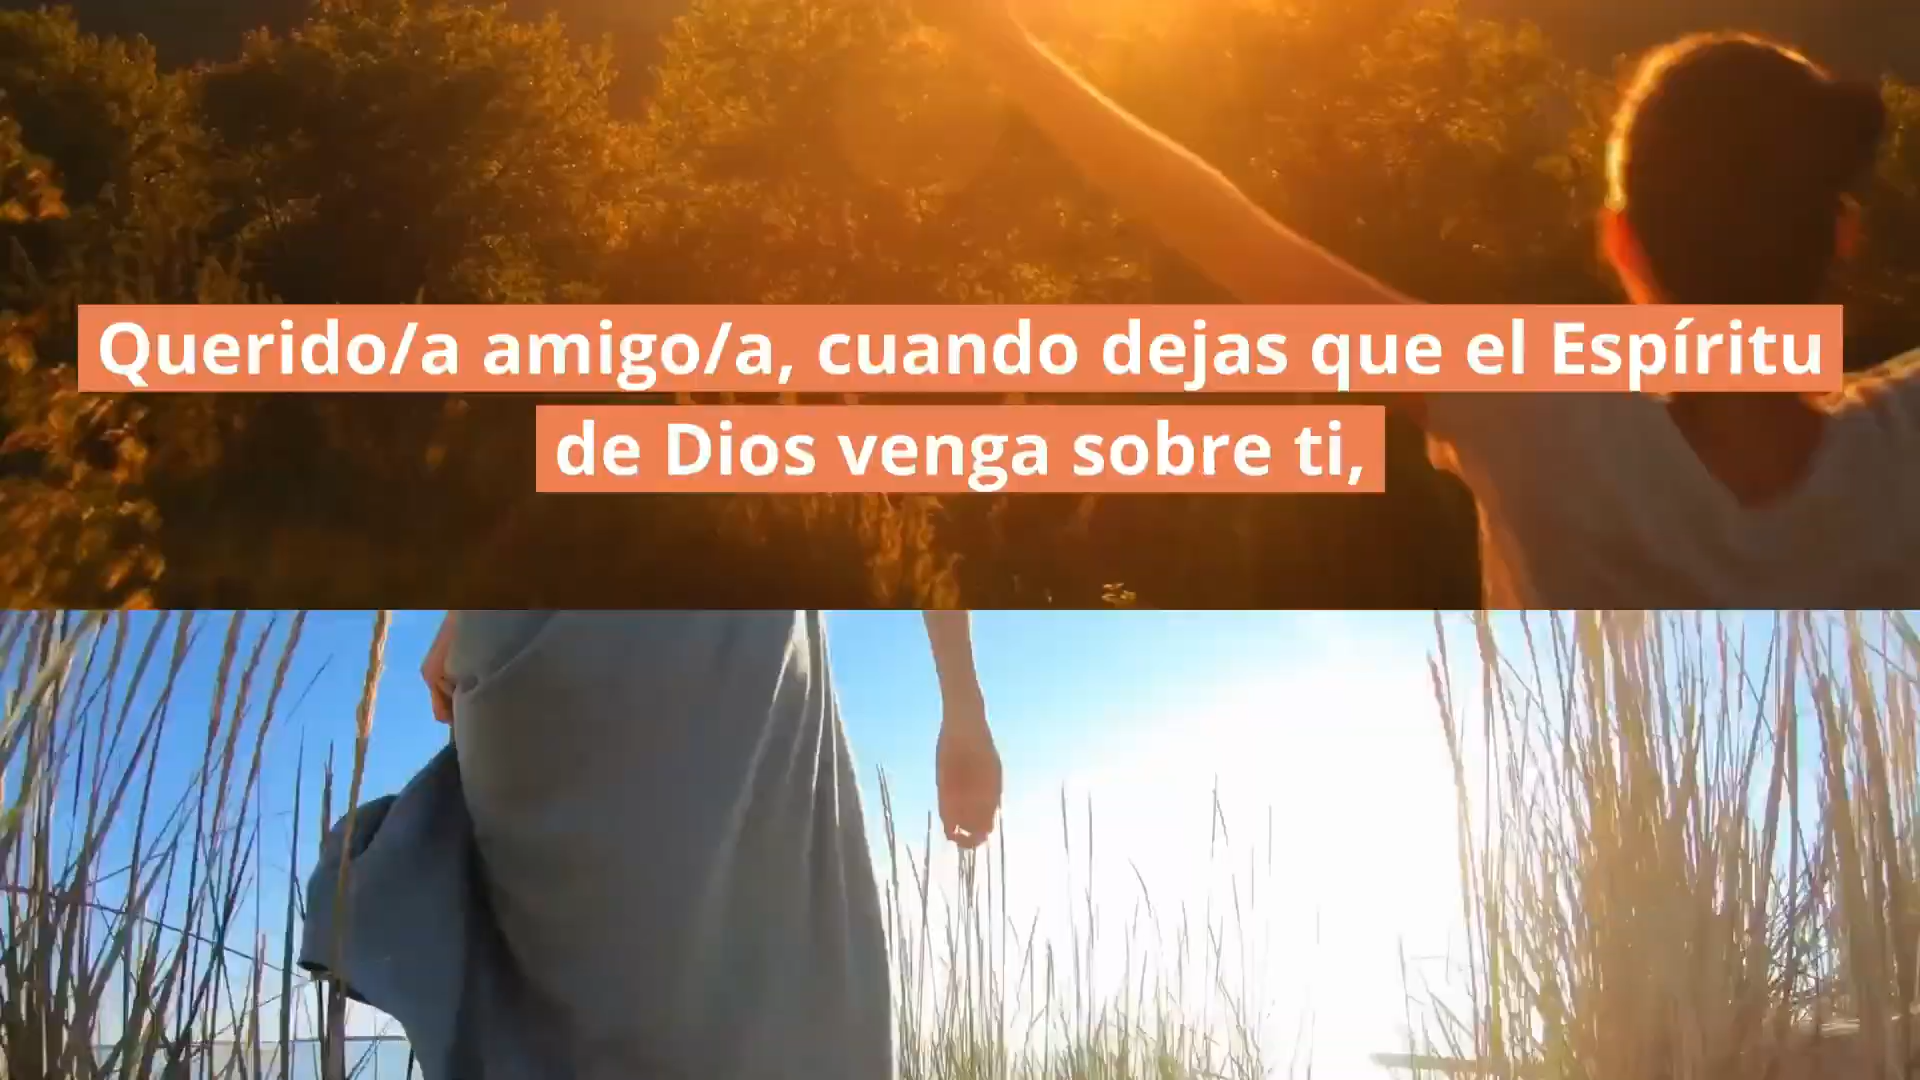 Querido/a amigo/a, cuando dejas que el Espíritu
de Dios venga sobre ti,